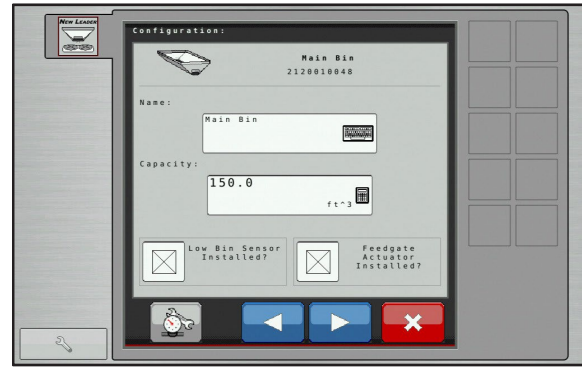 New Leader
Configuration:
Main Bin
2120010048
Name:
Main Bin
Capacity:
150.0
ft^3
Low Bin Sensor
Installed?
Feedgate
Actuator
Installed?